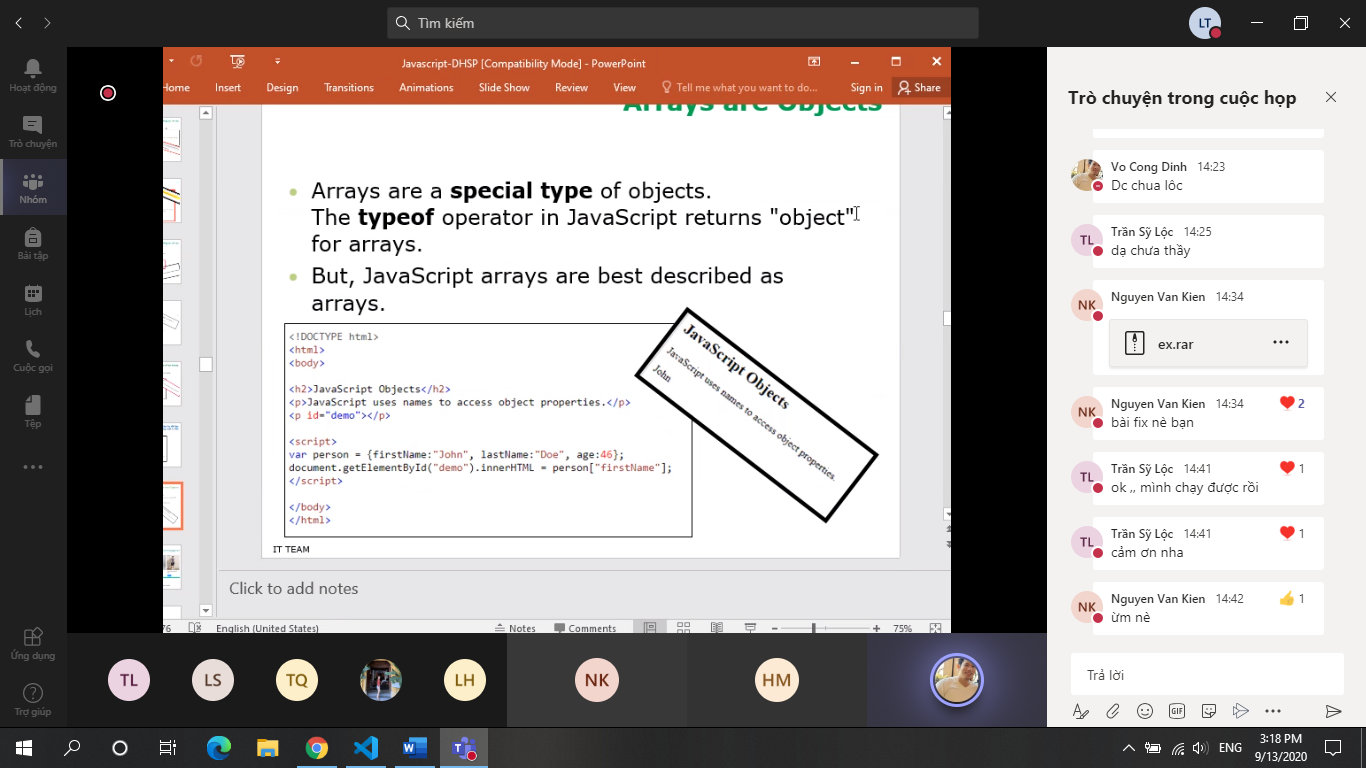 Tìm kiếm
LT
Hoạt động
Trò chuyện
Nhóm
Bài tập
Lịch
Cuộc gọi
Tệp
Ứng dụng
Trợ giúp
Javascript-DHSP [Compatibility Mode] - PowerPoint
Home Insert Design Transitions Animations Slide Show Review View Tell me what you want to do... Sign in Share
Arrays are Objects
Arrays are a special type of objects.
The typeof operator in JavaScript returns "object"
for arrays.
But, JavaScript arrays are best described as
arrays.
<!DOCTYPE html>
<html>
<body>
<h2>JavaScript Objects</h2>
<p>JavaScript uses names to access object properties.</p>
<p id="demo"></p>
<script>
var person = {firstName:"John", lastName:"Doe", age:46};
document.getElementById("demo").innerHTML = person["firstName"];
</script>
</body>
</html>
JavaScript Objects
JavaScript uses names to access object properties.
John
IT TEAM
Click to add notes
76 English (United States) Notes Comments 75%
TL LS TQ LH NK HM
Trò chuyện trong cuộc họp
Vo Cong Dinh 14:23
Dc chua lôc
TL
Trần Sỹ Lộc 14:25
dạ chưa thầy
NK
Nguyen Van Kien 14:34
ex.rar
NK
Nguyen Van Kien 14:34 2
bài fix nè bạn
TL
Trần Sỹ Lộc 14:41 1
ok ,, mình chạy được rồi
TL
Trần Sỹ Lộc 14:41 1
cảm ơn nha
NK
Nguyen Van Kien 14:42 1
ừm nè
Trả lời
GIF
ENG
3:18 PM
9/13/2020